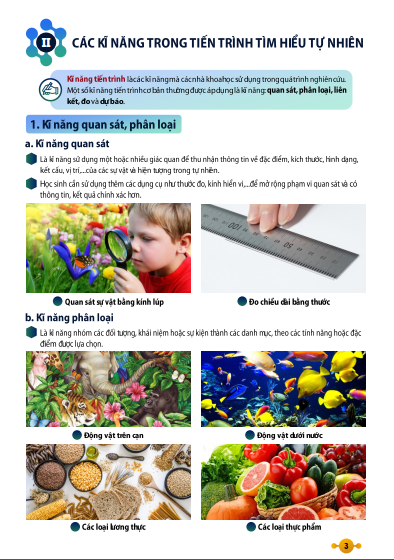 II CÁC KĨ NĂNG TRONG TIẾN TRÌNH TÌM HIỂU TỰ NHIÊN
Kĩ năng tiến trình là các kĩ năng mà các nhà khoa học sử dụng trong quá trình nghiên cứu.
Một số kĩ năng tiến trình cơ bản thường được áp dụng là kĩ năng: quan sát, phân loại, liên
kết, đo và dự báo.
1. Kĩ năng quan sát, phân loại
a. Kĩ năng quan sát
Là kĩ năng sử dụng một hoặc nhiều giác quan để thu nhận thông tin về đặc điểm, kích thước, hình dạng,
kết cấu, vị trí,...của các sự vật và hiện tượng trong tự nhiên.
Học sinh cần sử dụng thêm các dụng cụ như thước đo, kính hiển vi,...để mở rộng phạm vi quan sát và có
thông tin, kết quả chính xác hơn.
Quan sát sự vật bằng kính lúp
Đo chiều dài bằng thước
b. Kĩ năng phân loại
Là kĩ năng nhóm các đối tượng, khái niệm hoặc sự kiện thành các danh mục, theo các tính năng hoặc đặc
điểm được lựa chọn.
Động vật trên cạn
Động vật dưới nước
Các loại lương thực
Các loại thực phẩm
3